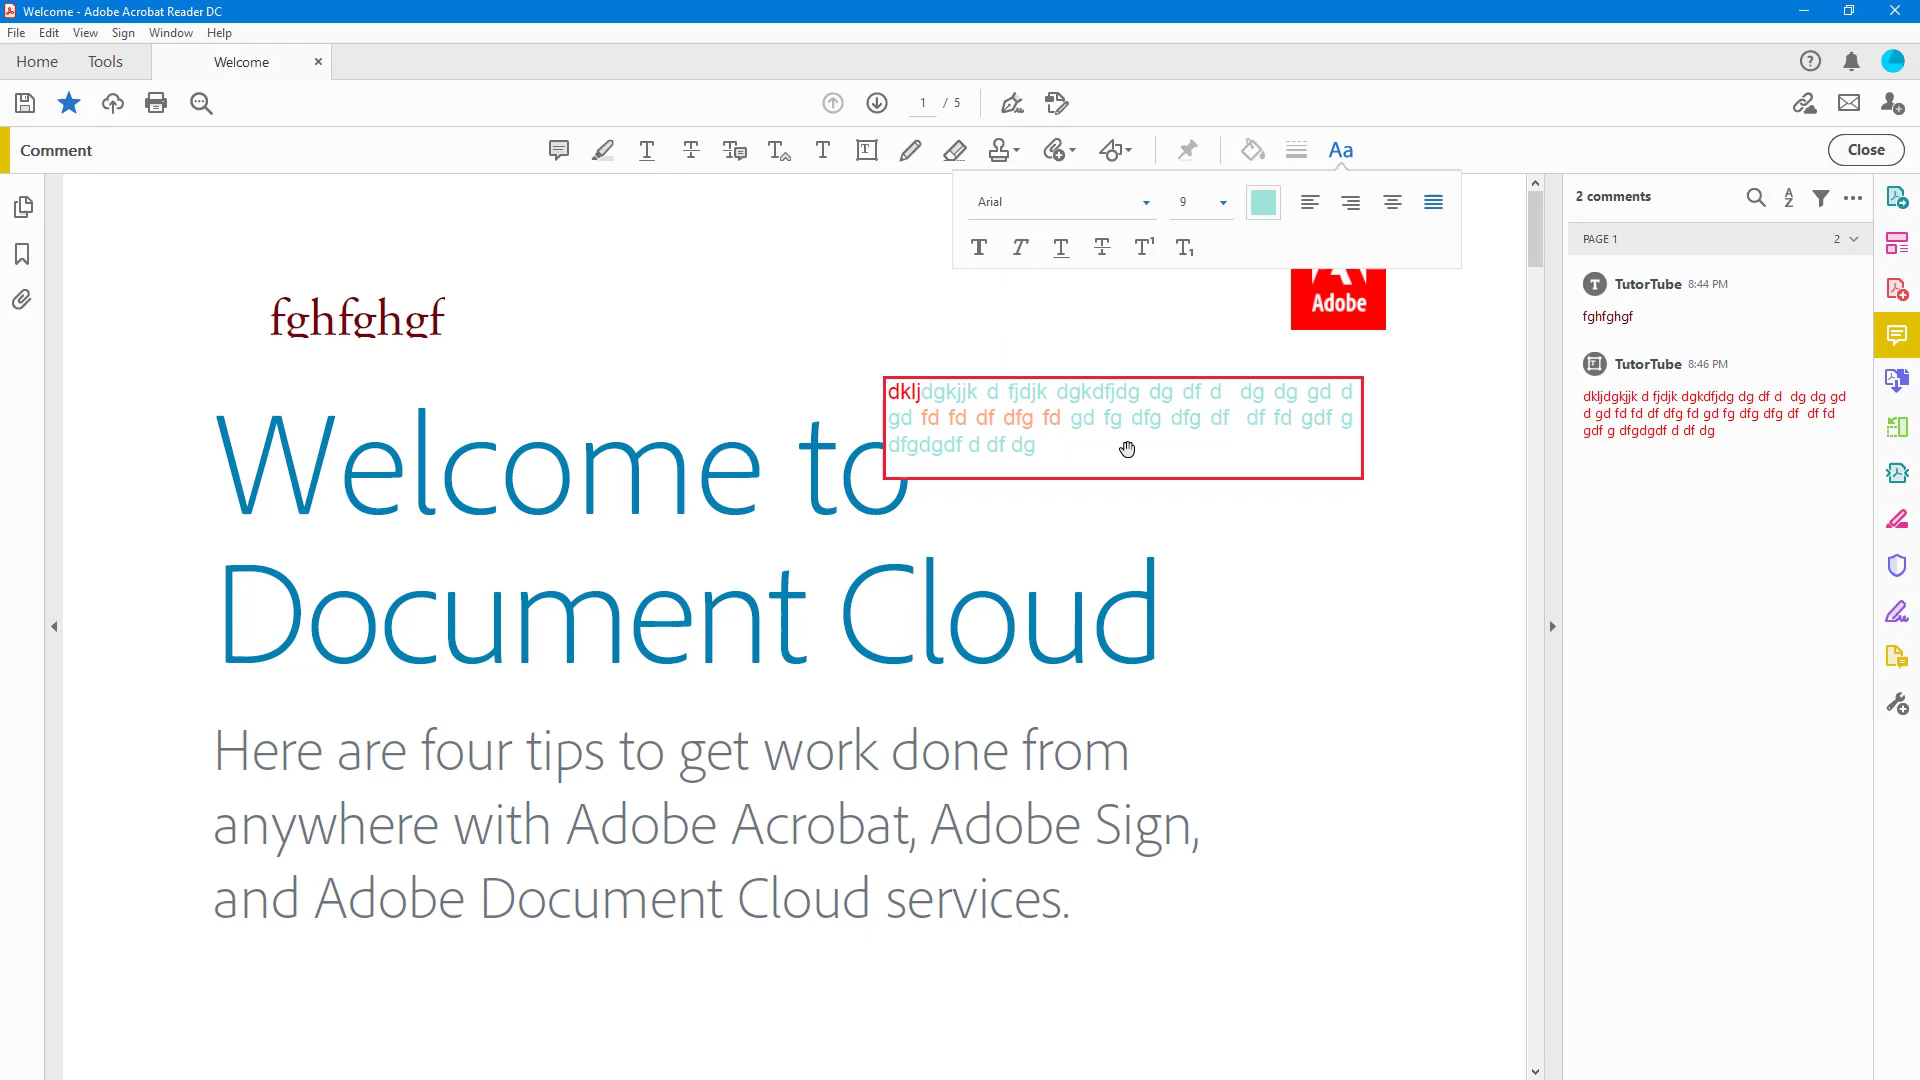 Welcome - Adobe Acrobat Reader DC
File Edit View Sign Window Help
Home Tools Welcome
1 / 5
Comment
Aa
Close
Arial 9
2 comments
PAGE 1 2
TutorTube 8:44 PM
fghfghgf
TutorTube 8:46 PM
dkljdgkjjk d fjdjk dgkdfjdg dg df d dg dg gd
d gd fd fd df dfg fd gd fg dfg dfg df df fd
gdf g dfgdgdf d df dg
Adobe
fghfghgf
dkljdgkjjk d fjdjk dgkdfjdg dg df d dg dg gd d
gd fd fd df dfg fd gd fg dfg dfg df df fd gdf g
dfgdgdf d df dg
Welcome to
Document Cloud
Here are four tips to get work done from
anywhere with Adobe Acrobat, Adobe Sign,
and Adobe Document Cloud services.